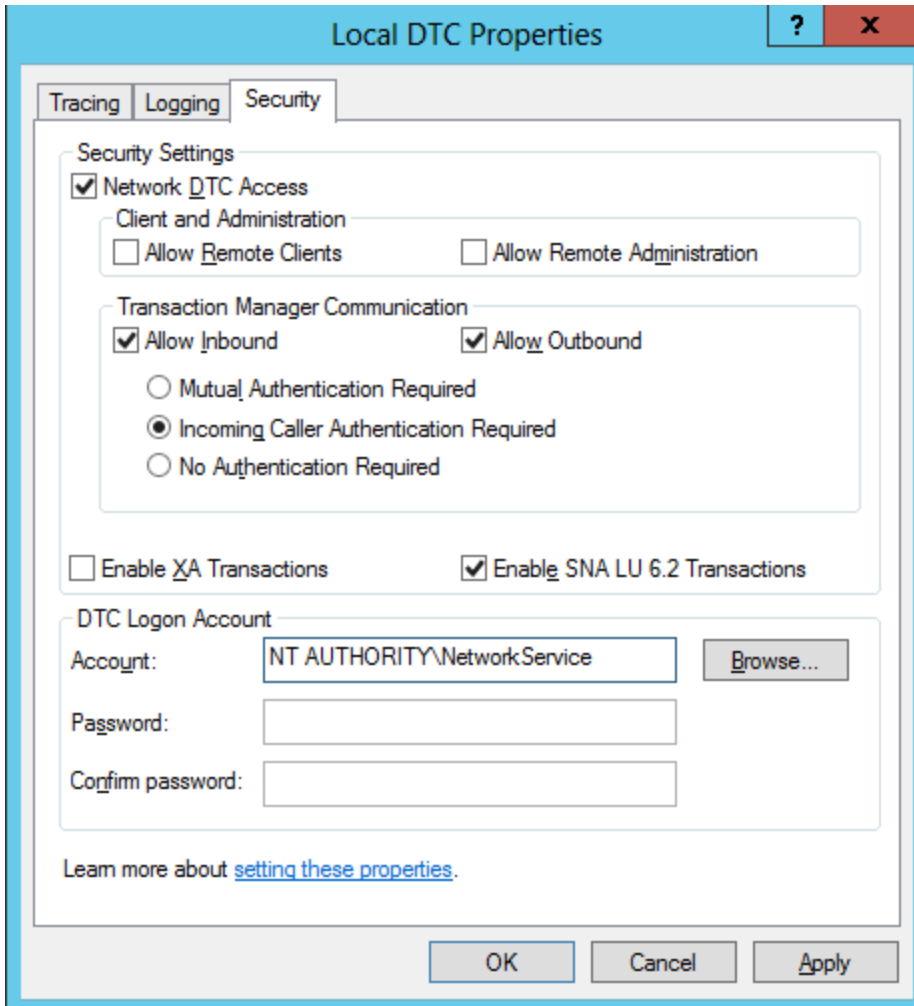 Local DTC Properties
?
x
Tracing
Logging
Security
Security Settings
Network DTC Access
Client and Administration
Allow Remote Clients
Allow Remote Administration
Transaction Manager Communication
Allow Inbound
Allow Outbound
Mutual Authentication Required
Incoming Caller Authentication Required
No Authentication Required
Enable XA Transactions
Enable SNA LU 6.2 Transactions
DTC Logon Account
Account:
NT AUTHORITY\NetworkService
Browse...
Password:
Confirm password:
Learn more about setting these properties.
OK
Cancel
Apply